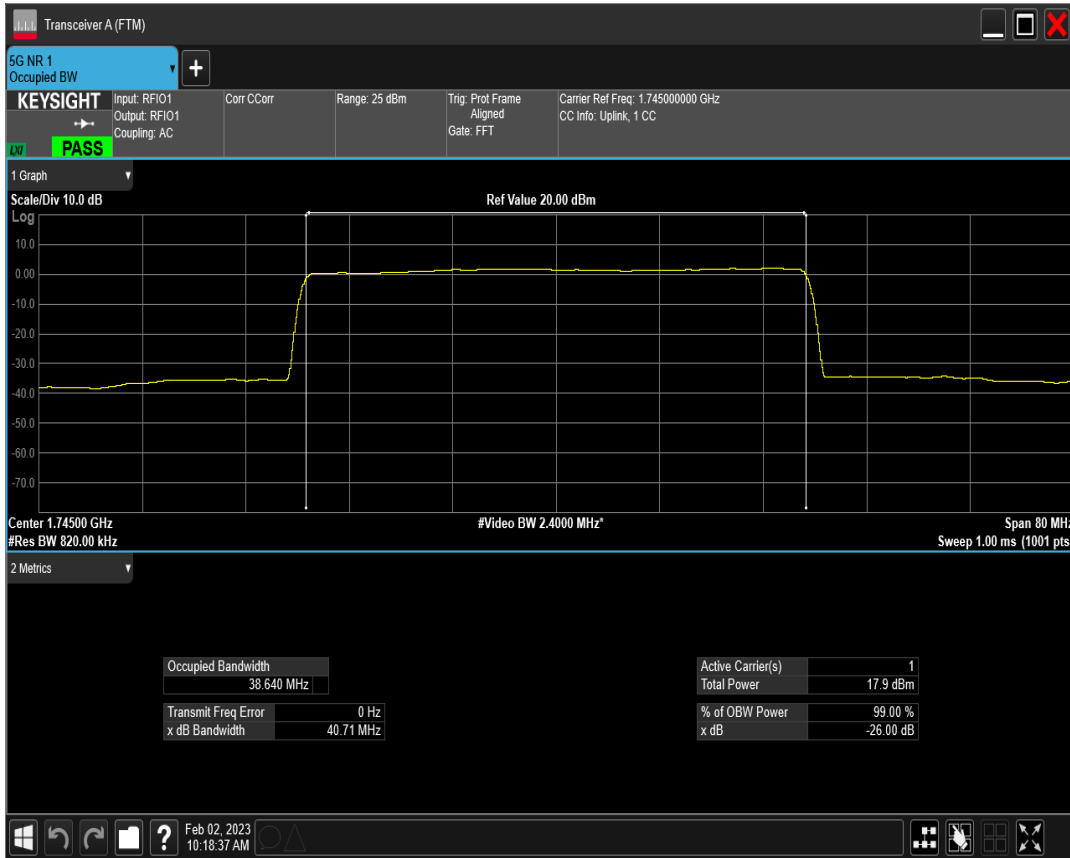 Transceiver A (FTM)
5G NR 1
Occupied BW
+
KEYSIGHT
LXI
PASS
Input: RFIO1
Output: RFIO1
Coupling: AC
Corr CCorr
Range: 25 dBm
Trig: Prot Frame
Aligned
Gate: FFT
Carrier Ref Freq: 1.745000000 GHz
CC Info: Uplink, 1 CC
1 Graph
Scale/Div 10.0 dB
Ref Value 20.00 dBm
Log
10.0
0.00
-10.0
-20.0
-30.0
-40.0
-50.0
-60.0
-70.0
Center 1.74500 GHz
#Video BW 2.4000 MHz*
Span 80 MHz
#Res BW 820.00 kHz
Sweep 1.00 ms (1001 pts
2 Metrics
Occupied Bandwidth
38.640 MHz
Transmit Freq Error 0 Hz
x dB Bandwidth 40.71 MHz
Active Carrier(s) 1
Total Power 17.9 dBm
% of OBW Power 99.00 %
x dB -26.00 dB
?
Feb 02, 2023
10:18:37 AM